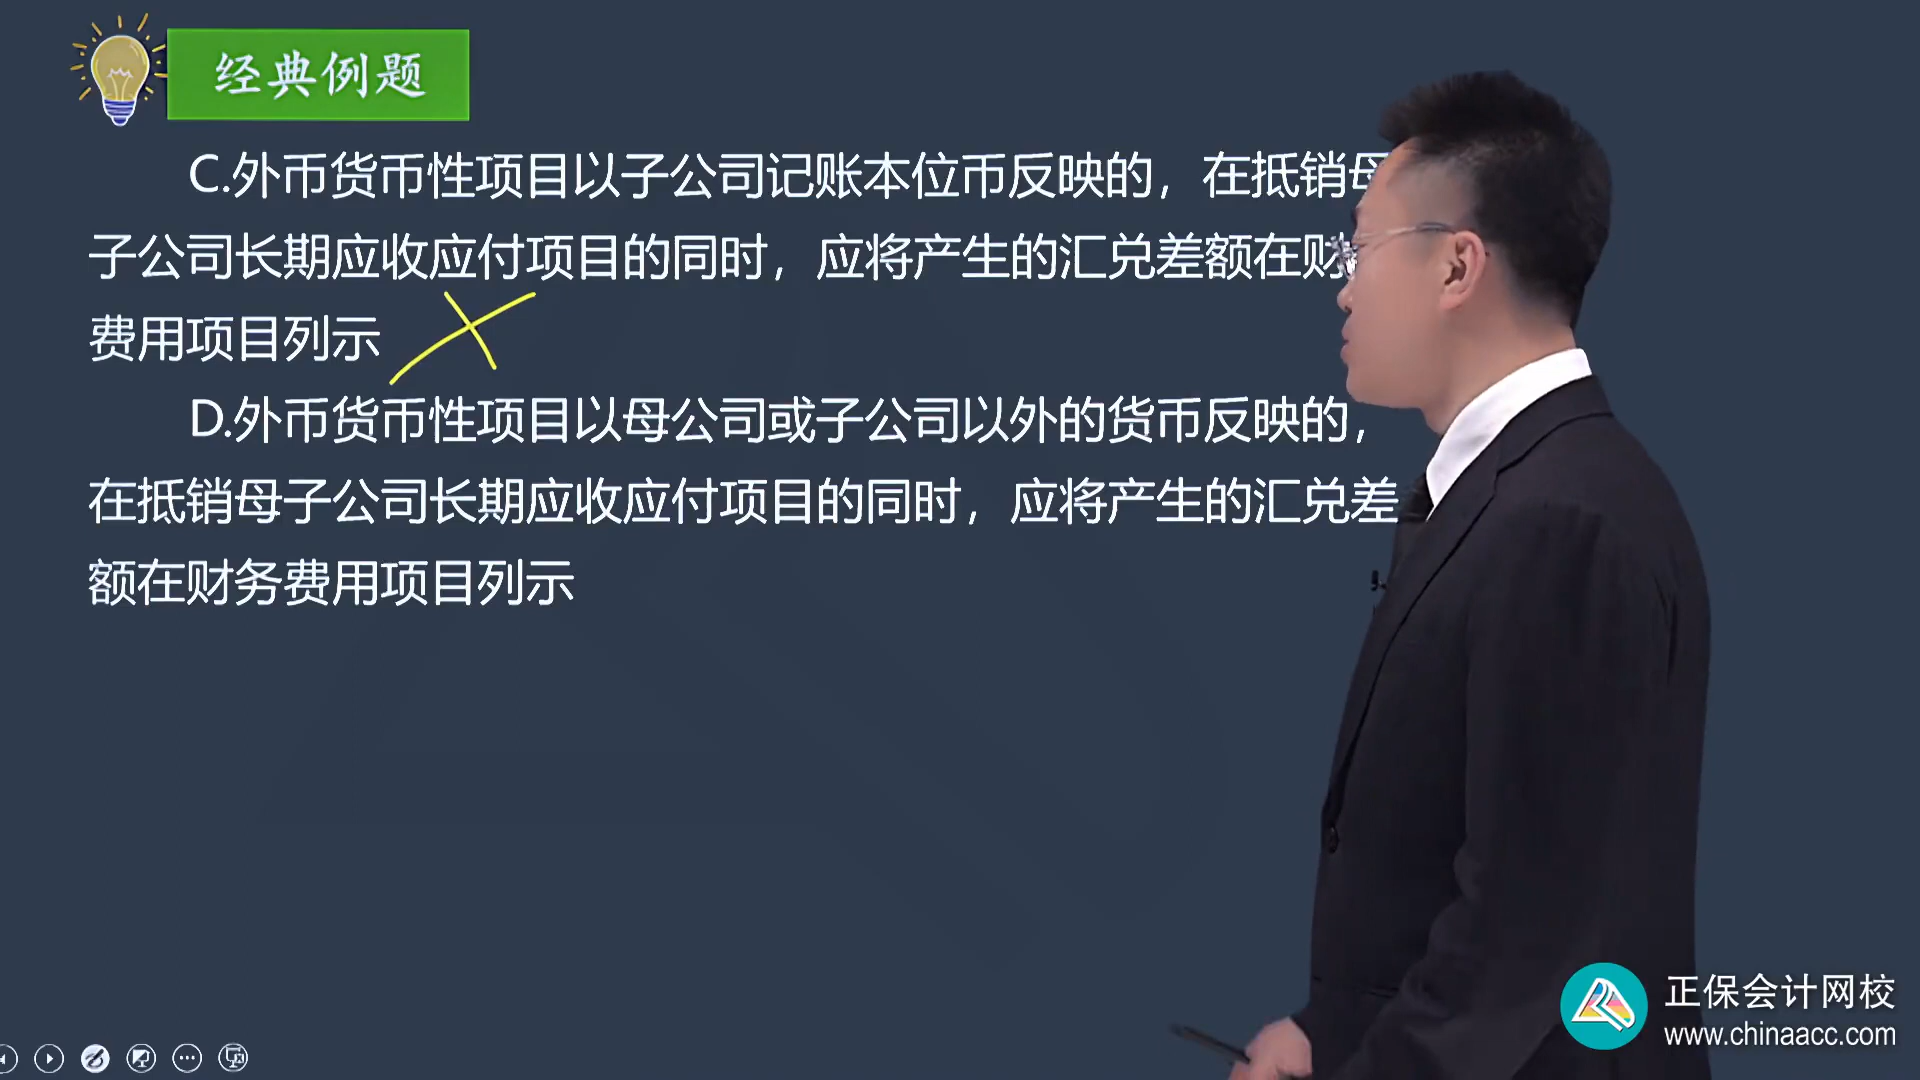 经典例题
C.外币货币性项目以子公司记账本位币反映的，在抵销母
子公司长期应收应付项目的同时，应将产生的汇兑差额在财
费用项目列示
D.外币货币性项目以母公司或子公司以外的货币反映的，
在抵销母子公司长期应收应付项目的同时，应将产生的汇兑差
额在财务费用项目列示
正保会计网校
www.chinaacc.com